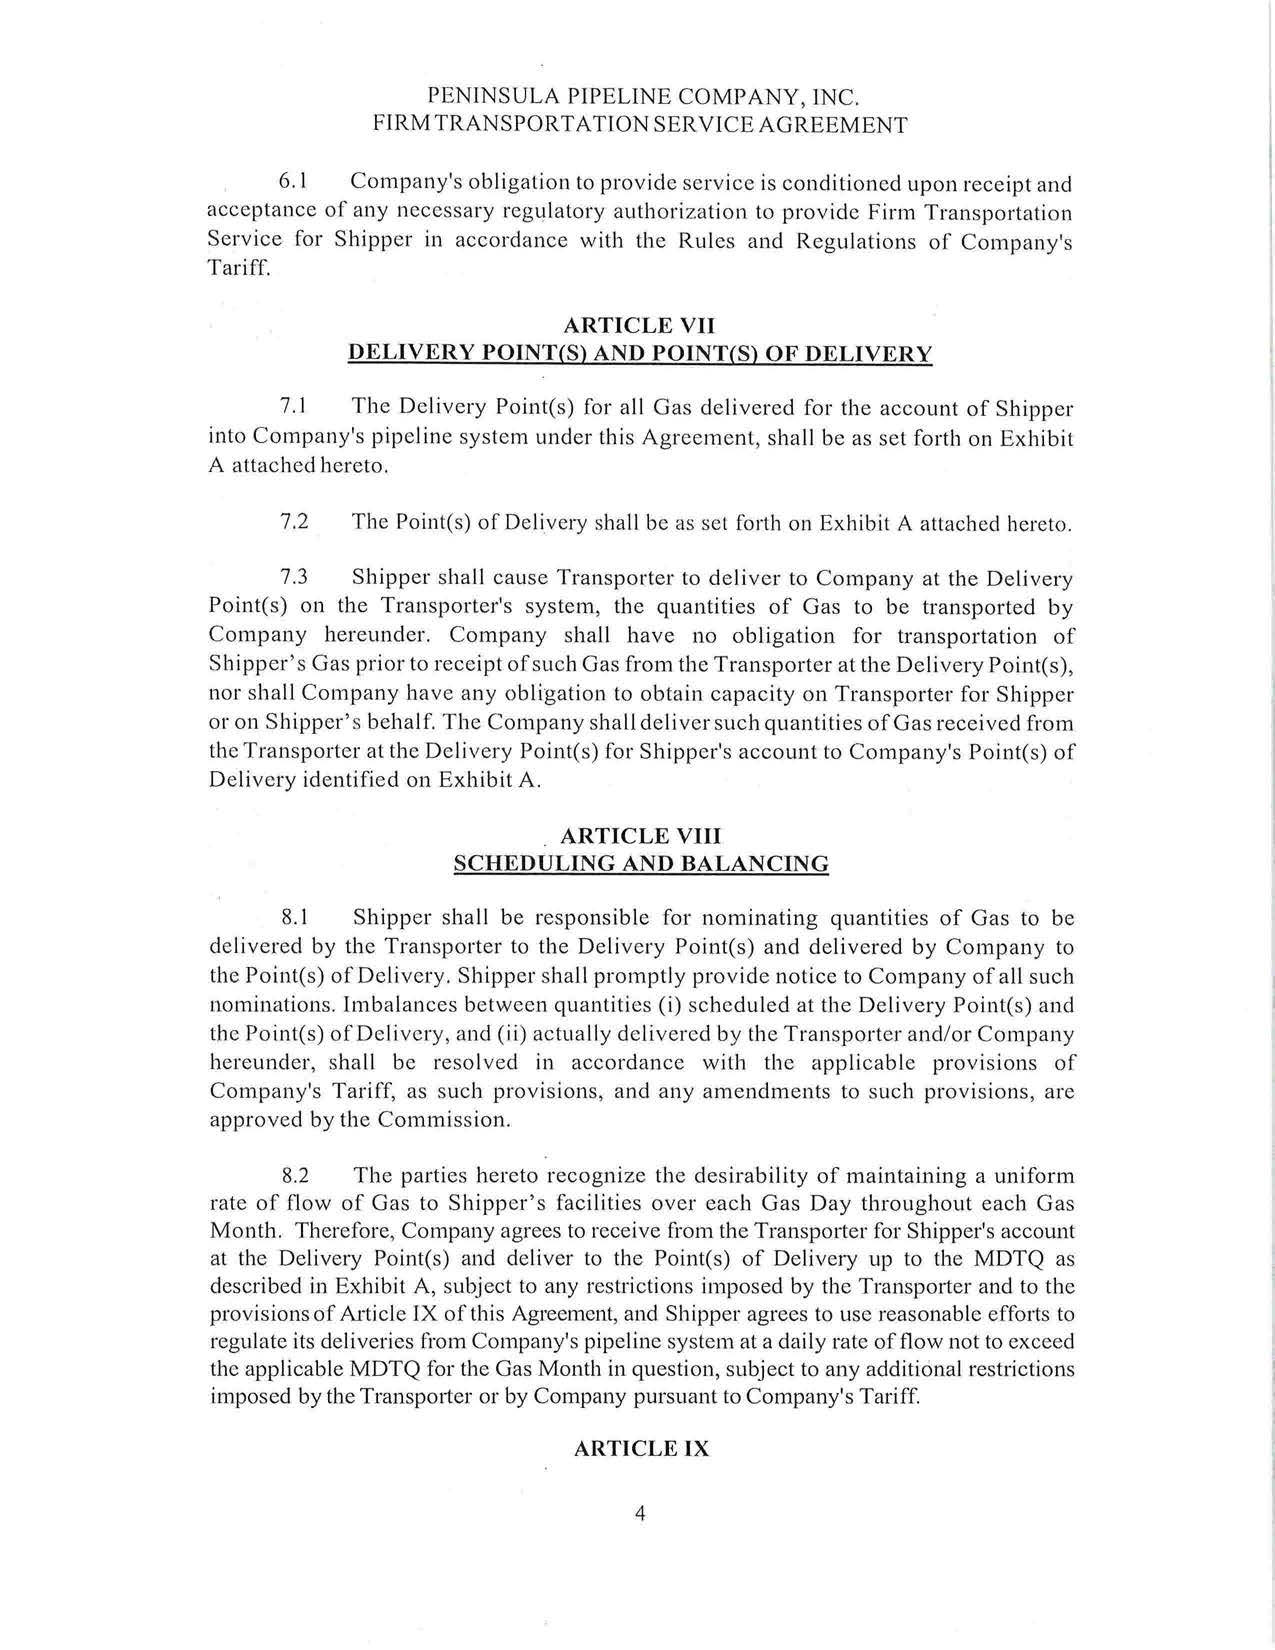 PENINSULA PIPELINE COMPANY, INC.
FIRM TRANSPORTATION SERVICE AGREEMENT
6.1 Company's obligation to provide service is conditioned upon receipt and
acceptance of any necessary regulatory authorization to provide Firm Transportation
Service for Shipper in accordance with the Rules and Regulations of Company's
Tariff.
ARTICLE VII
DELIVERY POINT(S) AND POINT(S) OF DELIVERY
7.1 The Delivery Point(s) for all Gas delivered for the account of Shipper
into Company's pipeline system under this Agreement, shall be as set forth on Exhibit
A attached hereto.
7.2 The Point(s) of Delivery shall be as set forth on Exhibit A attached hereto.
7.3 Shipper shall cause Transporter to deliver to Company at the Delivery
Point(s) on the Transporter's system, the quantities of Gas to be transported by
Company hereunder. Company shall have no obligation for transportation of
Shipper’s Gas prior to receipt of such Gas from the Transporter at the Delivery Point(s),
nor shall Company have any obligation to obtain capacity on Transporter for Shipper
or on Shipper’s behalf. The Company shall deliver such quantities of Gas received from
the Transporter at the Delivery Point(s) for Shipper's account to Company's Point(s) of
Delivery identified on Exhibit A.
ARTICLE VIII
SCHEDULING AND BALANCING
8.1 Shipper shall be responsible for nominating quantities of Gas to be
delivered by the Transporter to the Delivery Point(s) and delivered by Company to
the Point(s) of Delivery. Shipper shall promptly provide notice to Company of all such
nominations. Imbalances between quantities (i) scheduled at the Delivery Point(s) and
the Point(s) of Delivery, and (ii) actually delivered by the Transporter and/or Company
hereunder, shall be resolved in accordance with the applicable provisions of
Company's Tariff, as such provisions, and any amendments to such provisions, are
approved by the Commission.
8.2 The parties hereto recognize the desirability of maintaining a uniform
rate of flow of Gas to Shipper’s facilities over each Gas Day throughout each Gas
Month. Therefore, Company agrees to receive from the Transporter for Shipper's account
at the Delivery Point(s) and deliver to the Point(s) of Delivery up to the MDTQ as
described in Exhibit A, subject to any restrictions imposed by the Transporter and to the
provisions of Article IX of this Agreement, and Shipper agrees to use reasonable efforts to
regulate its deliveries from Company's pipeline system at a daily rate of flow not to exceed
the applicable MDTQ for the Gas Month in question, subject to any additional restrictions
imposed by the Transporter or by Company pursuant to Company's Tariff.
ARTICLE IX
4